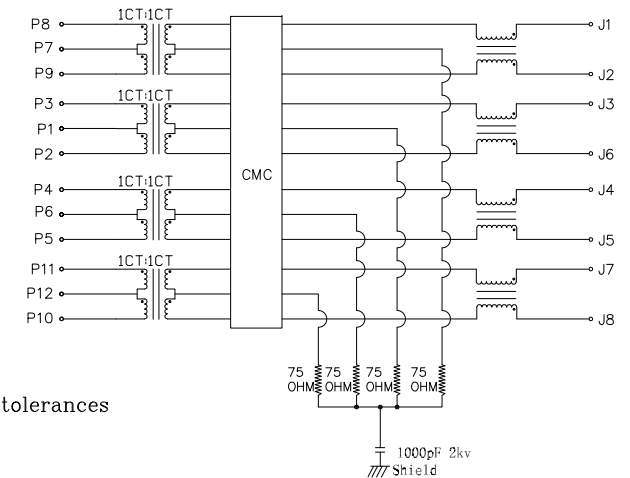 1CT:1CT
P8
J1
P7
P9
J2
1CT:1CT
P3
J3
P1
P2
J6
CMC
1CT:1CT
P4
J4
P6
P5
J5
1CT:1CT
P11
J7
P12
P10
J8
75 OHM
75 OHM
75 OHM
75 OHM
tolerances
1000pF 2kv
Shield